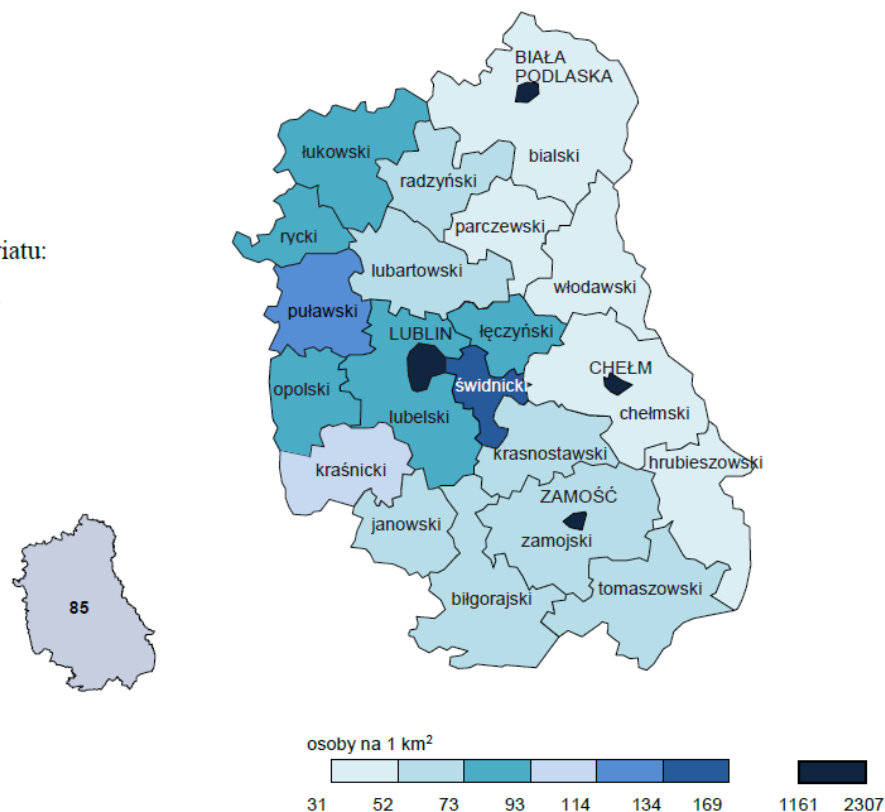 BIAŁA
PODLASKA
łukowski
bialski
radzyński
parczewski
rycki
iatu:
lubartowski
włodawski
puławski
LUBLIN
łęczyński
CHEŁM
opolski
świdnicki
chełmski
lubelski
krasnostawski
hrubieszowski
kraśnicki
ZAMOŚĆ
janowski
zamojski
tomaszowski
biłgorajski
85
osoby na 1 km²
31 52 73 93 114 134 169 1161 2307